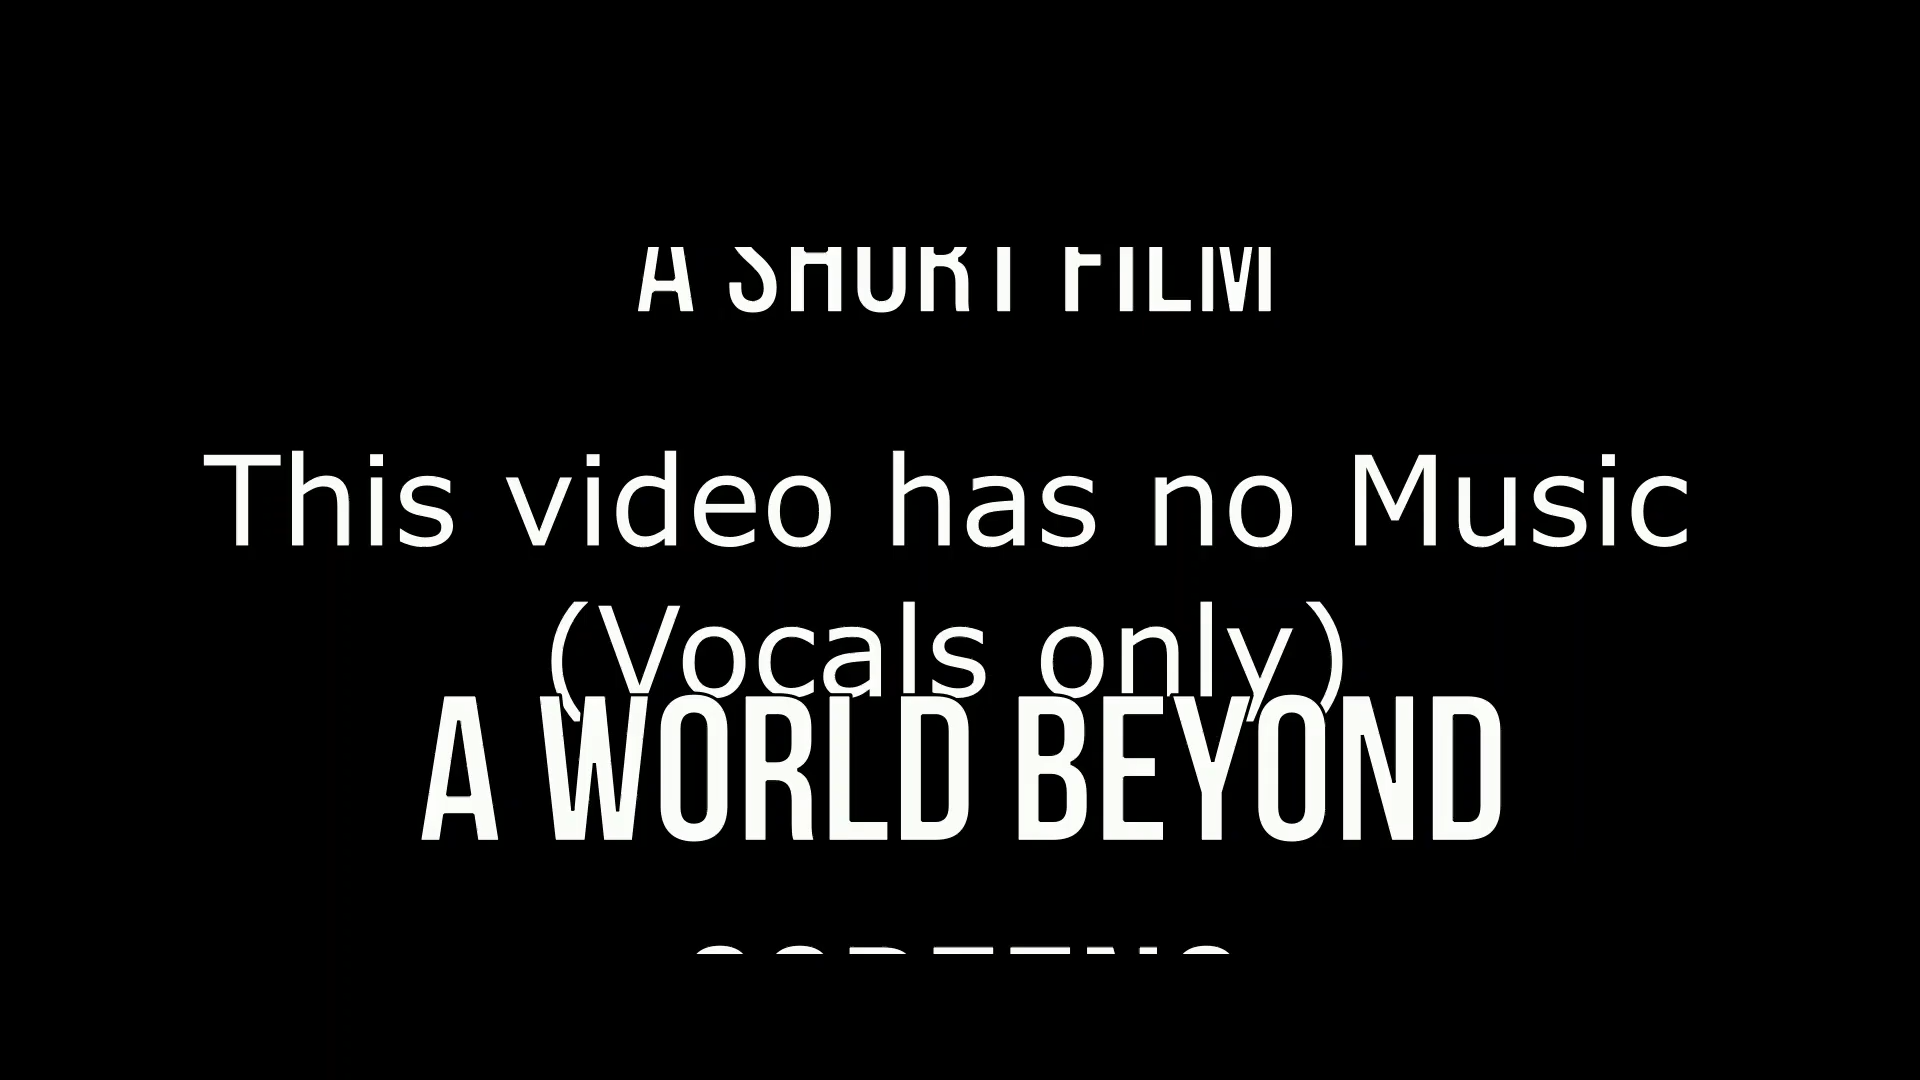 A SHORT FILM
This video has no Music
(Vocals only)
A WORLD BEYOND